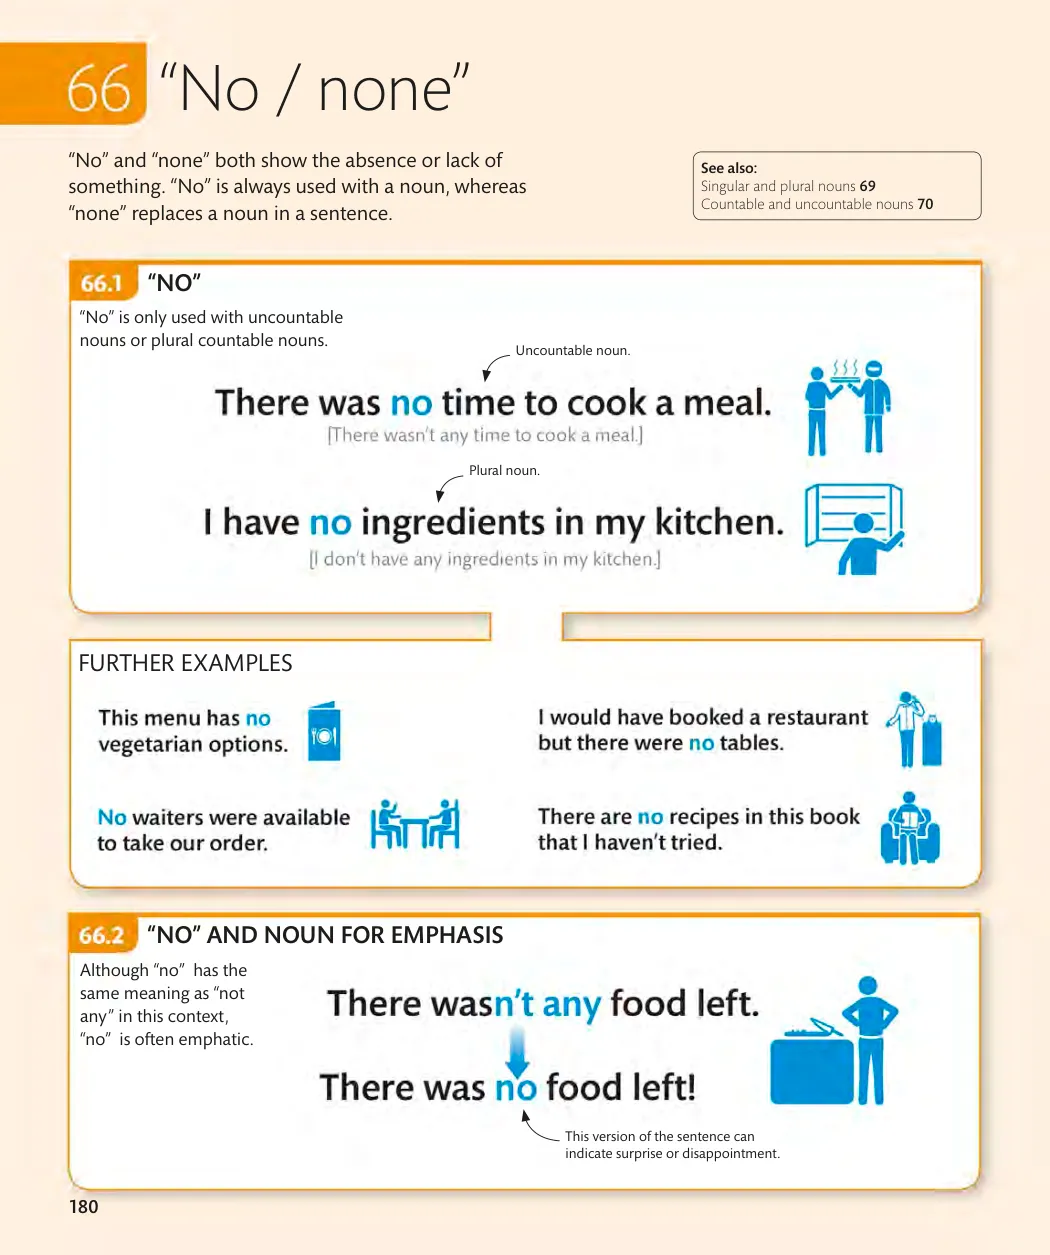 66 “No / none”
“No” and “none” both show the absence or lack of
something. “No” is always used with a noun, whereas
“none” replaces a noun in a sentence.
See also:
Singular and plural nouns 69
Countable and uncountable nouns 70
66.1 “NO”
“No” is only used with uncountable
nouns or plural countable nouns.
Uncountable noun.
There was no time to cook a meal.
[There wasn't any time to cook a meal.]
Plural noun.
I have no ingredients in my kitchen.
[I don't have any ingredients in my kitchen.]
FURTHER EXAMPLES
This menu has no
vegetarian options.
I would have booked a restaurant
but there were no tables.
No waiters were available
to take our order.
There are no recipes in this book
that I haven't tried.
66.2 “NO” AND NOUN FOR EMPHASIS
Although “no” has the
same meaning as “not
any” in this context,
“no” is often emphatic.
There wasn't any food left.
There was no food left!
This version of the sentence can
indicate surprise or disappointment.
180